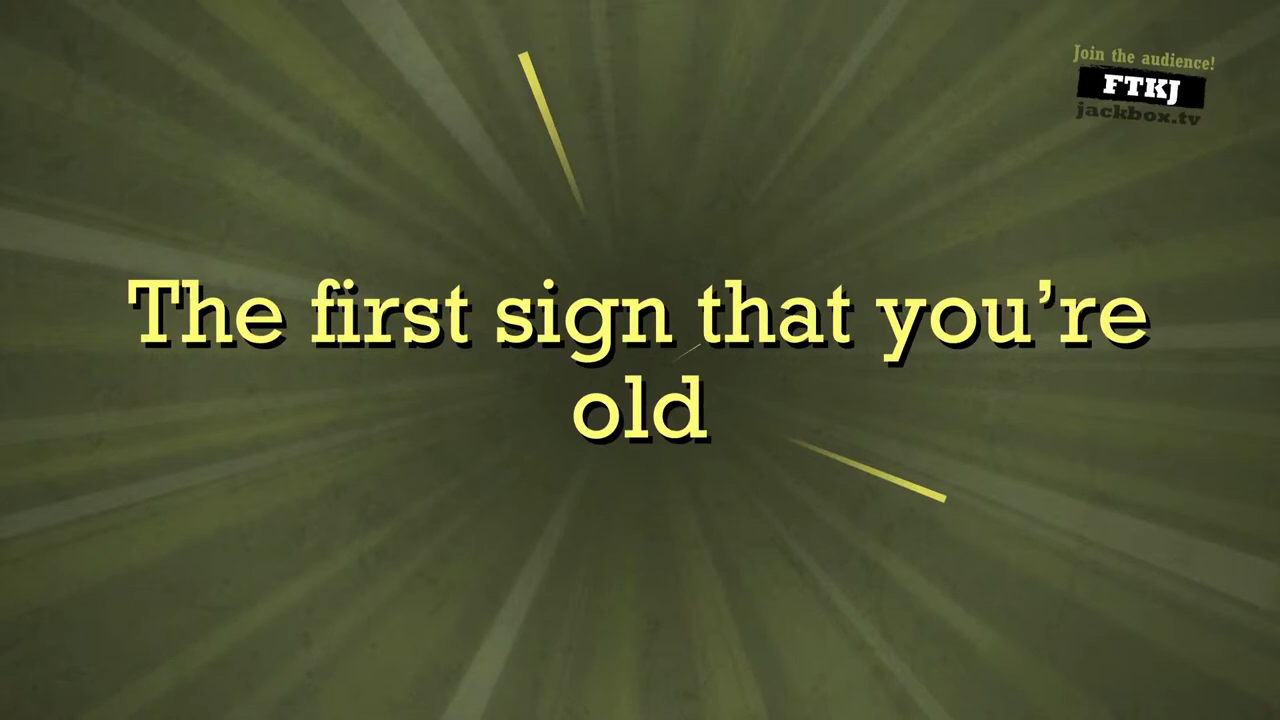 Join the audience!
FTKJ
jackbox.tv
The first sign that you’re
old